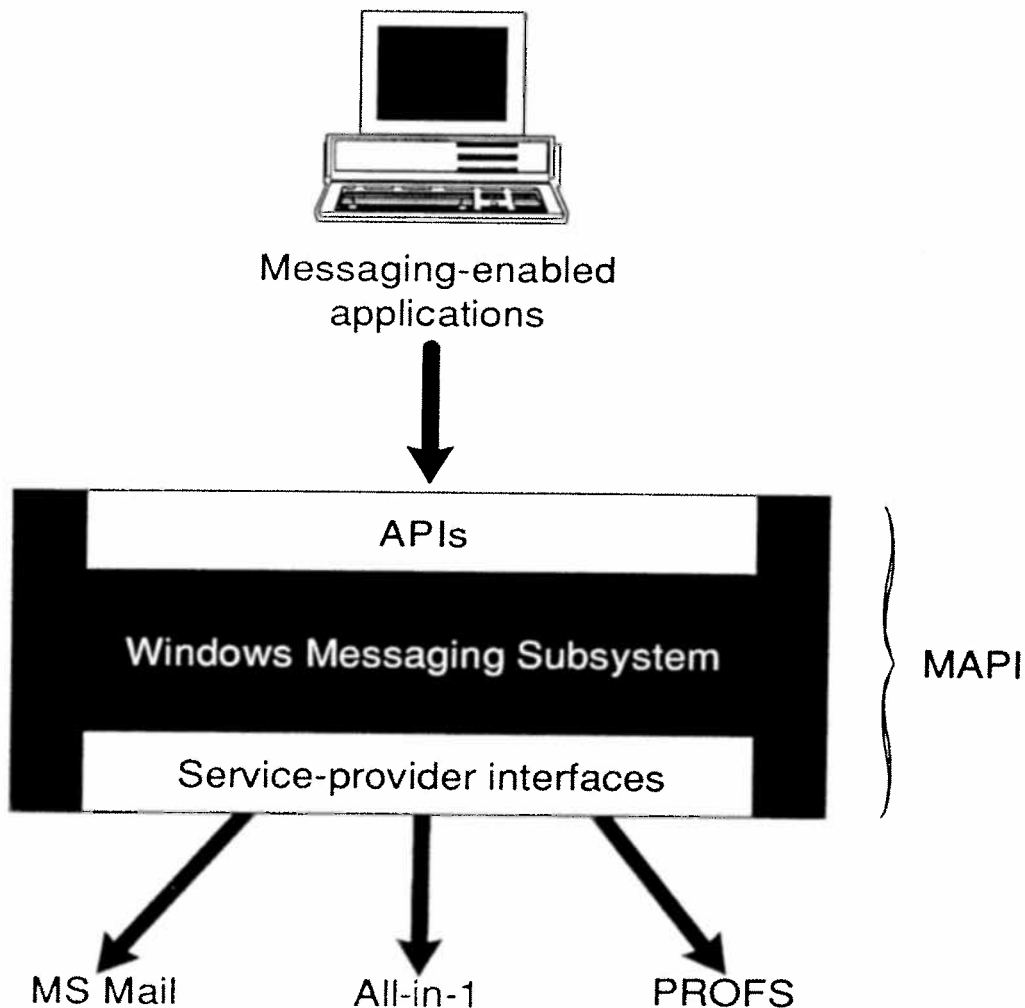 Messaging-enabled
applications
APIs
Windows Messaging Subsystem
MAPI
Service-provider interfaces
MS Mail
All-in-1
PROFS